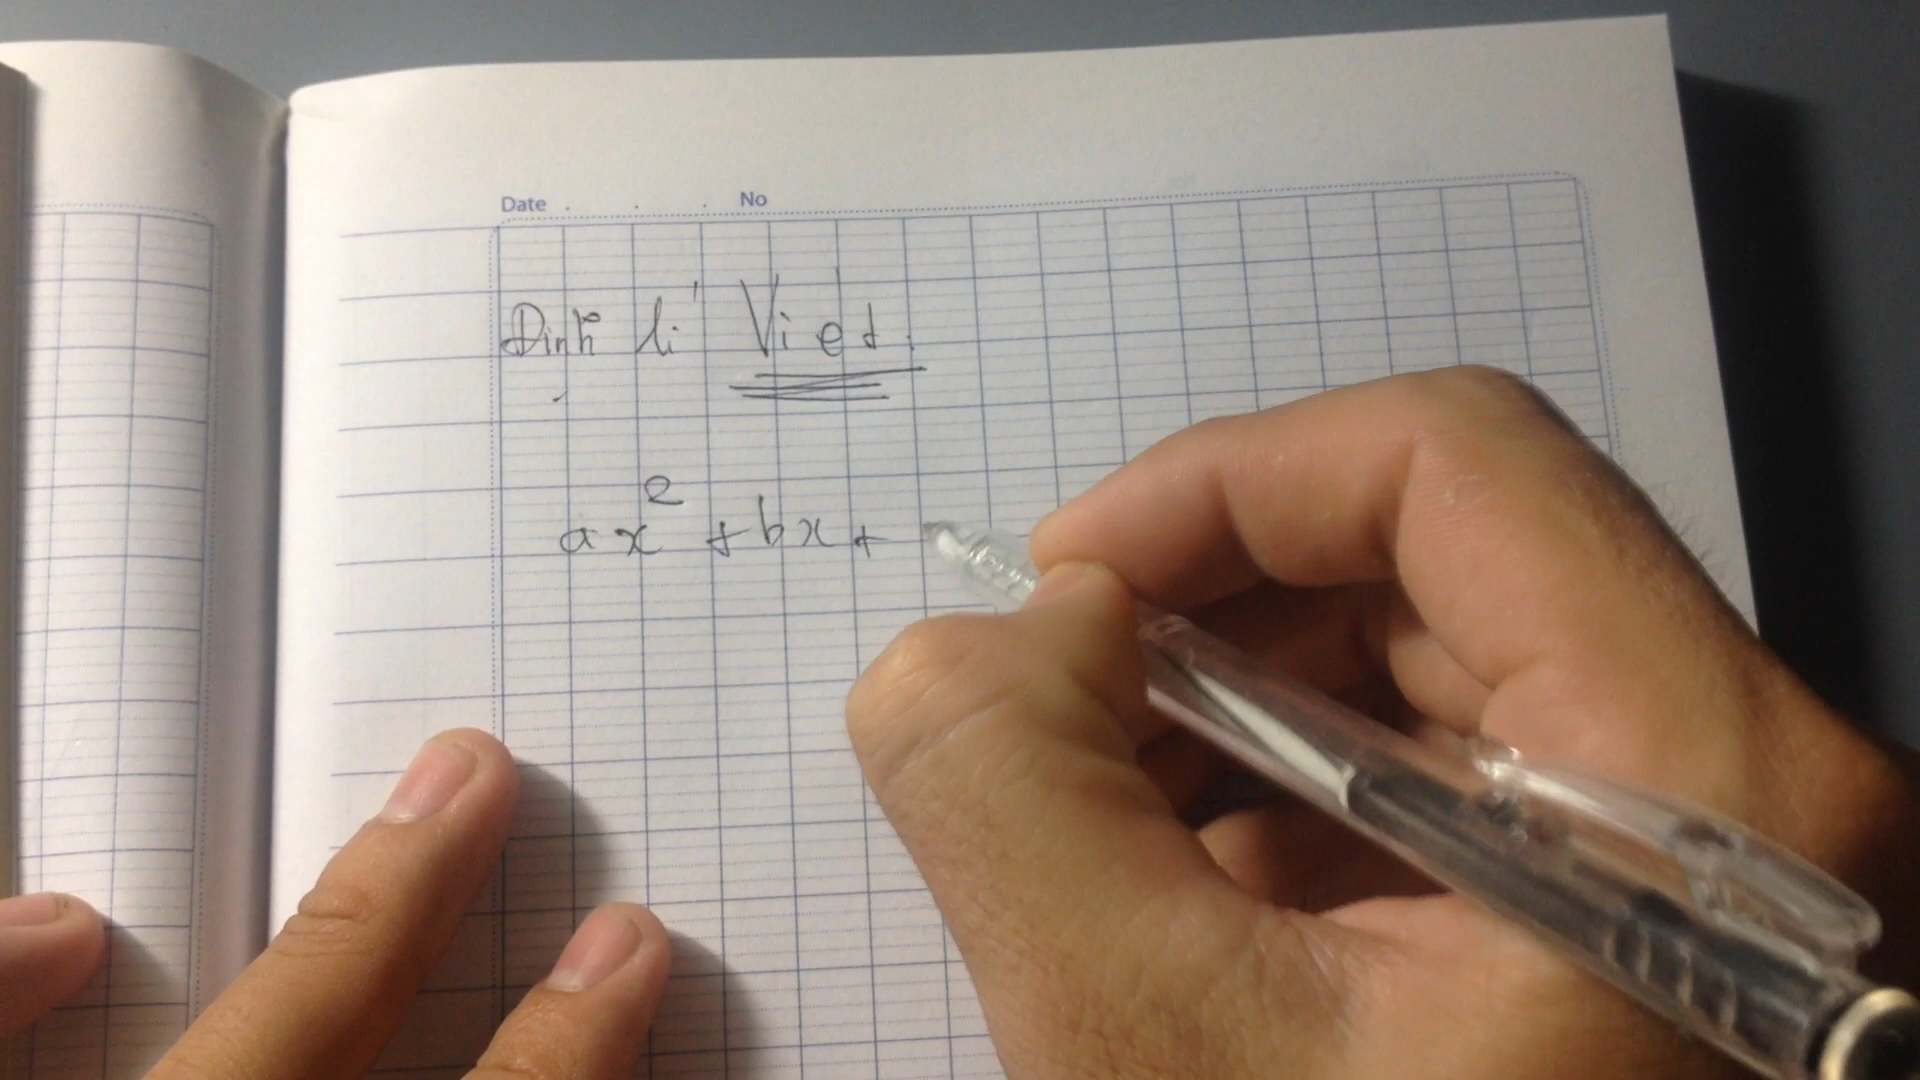 Date . . . No
Định lí Viet.
ax² + bx +